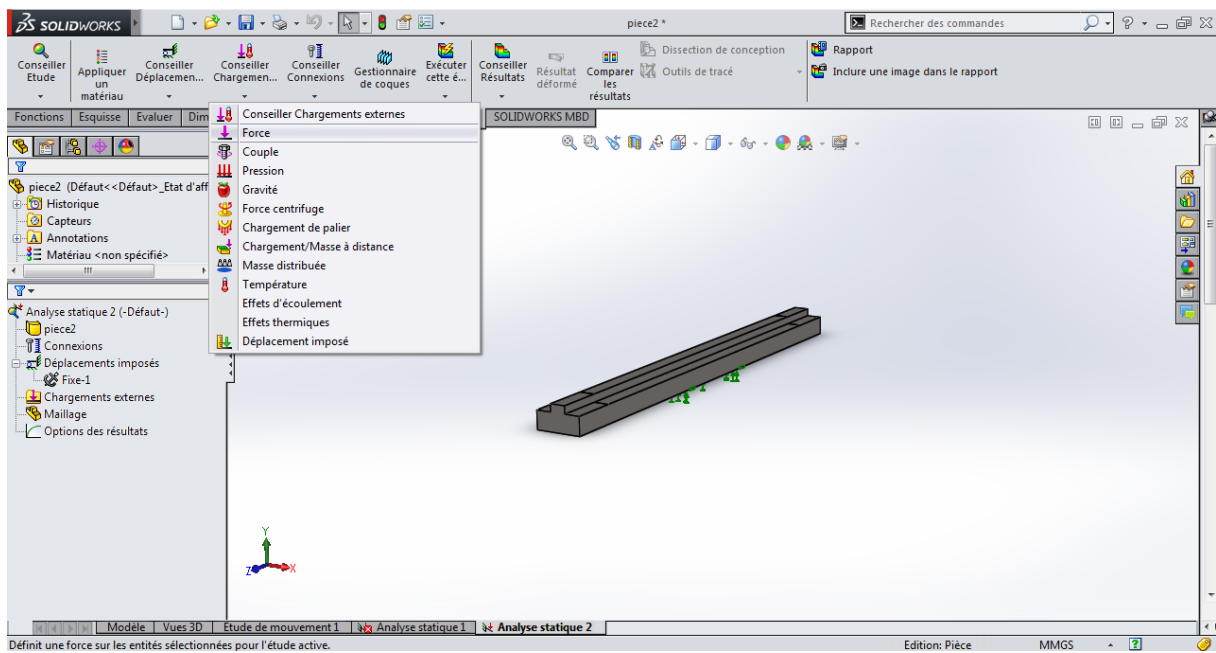 SOLIDWORKS
piece2 *
Rechercher des commandes
Conseiller Etude
Appliquer un matériau
Conseiller Déplacemen...
Conseiller Chargemen...
Conseiller Connexions
Gestionnaire de coques
Exécuter cette é...
Conseiller Résultats
Résultat déformé
Comparer les résultats
Dissection de conception
Outils de tracé
Rapport
Inclure une image dans le rapport
Fonctions
Esquisse
Evaluer
Dim
SOLIDWORKS MBD
Conseiller Chargements externes
Force
Couple
Pression
Gravité
Force centrifuge
Chargement de palier
Chargement/Masse à distance
Masse distribuée
Température
Effets d'écoulement
Effets thermiques
Déplacement imposé
piece2 (Défaut<<Défaut>_Etat d'aff
Historique
Capteurs
Annotations
Matériau <non spécifié>
Analyse statique 2 (-Défaut-)
piece2
Connexions
Déplacements imposés
Fixe-1
Chargements externes
Maillage
Options des résultats
Y
Z
X
Modèle
Vues 3D
Etude de mouvement 1
Analyse statique 1
Analyse statique 2
Définit une force sur les entités sélectionnées pour l'étude active.
Edition: Pièce
MMGS